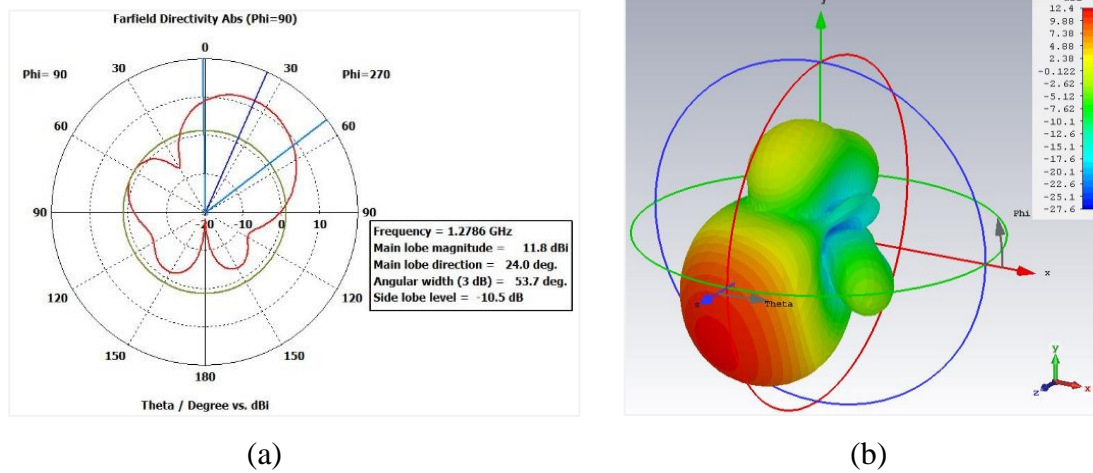 Farfield Directivity Abs (Phi=90)
0
Phi= 90 30 30 Phi=270
60 60
90 -20 -10 0 10 90
120 120
150 150
180
Frequency = 1.2786 GHz
Main lobe magnitude = 11.8 dBi
Main lobe direction = 24.0 deg.
Angular width (3 dB) = 53.7 deg.
Side lobe level = -10.5 dB
Theta / Degree vs. dBi
(a)
y
12.4
9.88
7.38
4.88
-0.122
-2.62
-5.12
-7.62
-10.1
-12.6
-15.1
-17.6
-20.1
-22.6
-25.1
-27.6
Phi
x
z
Theta
y
x
z
(b)